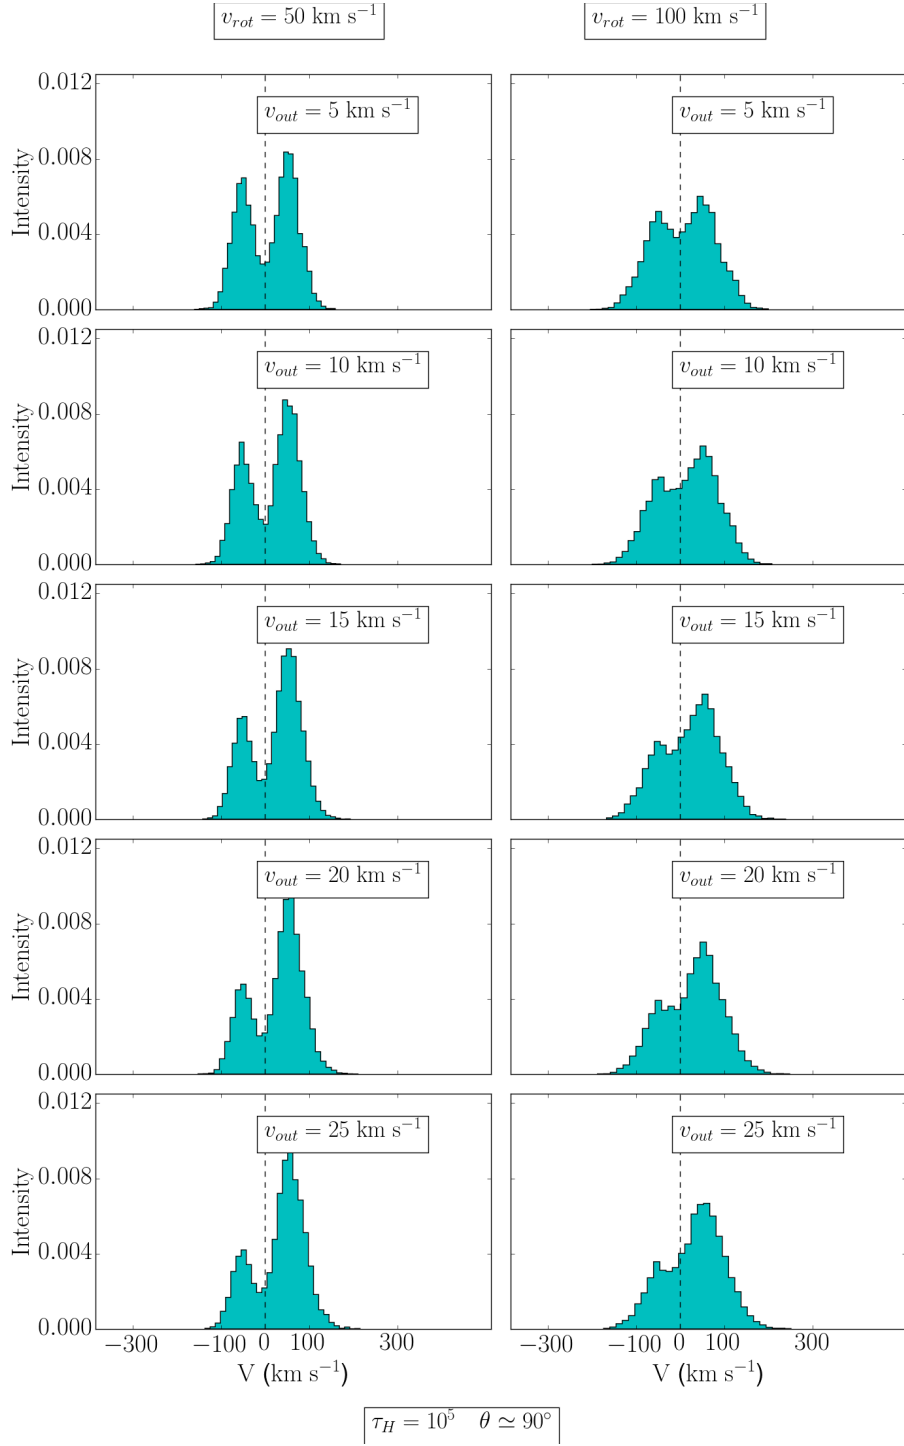 v_rot = 50 km s⁻¹ v_rot = 100 km s⁻¹
0.012
v_out = 5 km s⁻¹ v_out = 5 km s⁻¹
0.008
Intensity
0.004
0.000
0.012
v_out = 10 km s⁻¹ v_out = 10 km s⁻¹
0.008
Intensity
0.004
0.000
0.012
v_out = 15 km s⁻¹ v_out = 15 km s⁻¹
0.008
Intensity
0.004
0.000
0.012
v_out = 20 km s⁻¹ v_out = 20 km s⁻¹
0.008
Intensity
0.004
0.000
0.012
v_out = 25 km s⁻¹ v_out = 25 km s⁻¹
0.008
Intensity
0.004
0.000
−300 −100 0 100 300 −300 −100 0 100 300
V (km s⁻¹) V (km s⁻¹)
τ_H = 10⁵ θ ≃ 90°